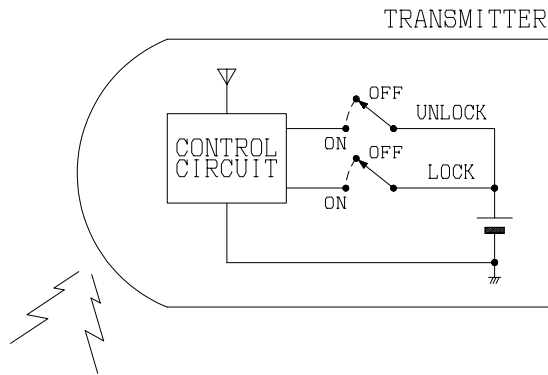 TRANSMITTER
OFF
UNLOCK
ON
OFF
LOCK
ON
CONTROL
CIRCUIT